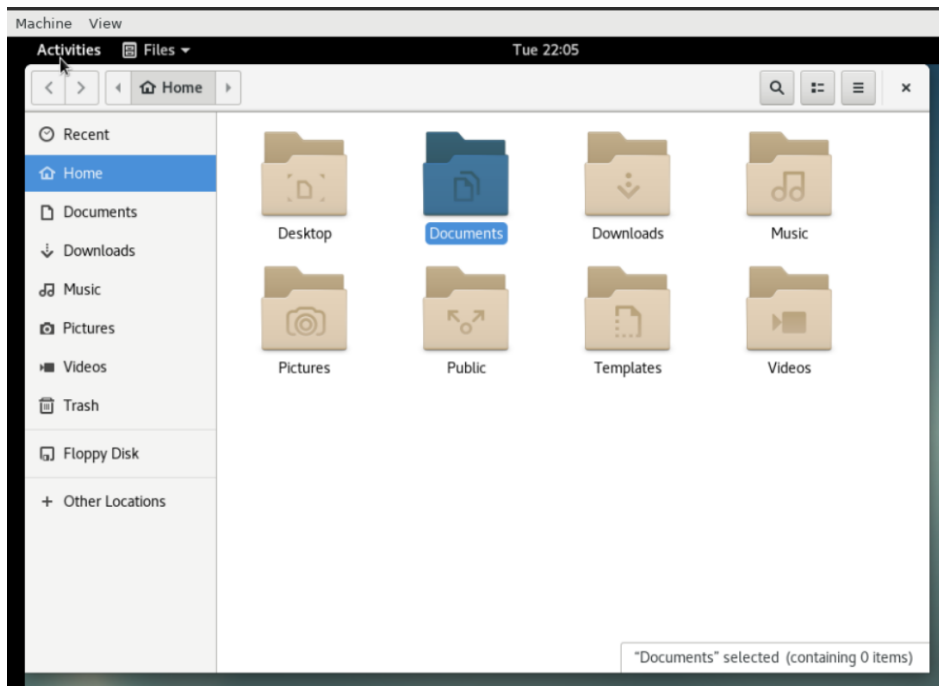 Machine View
Activities Files Tue 22:05
Home
Recent
Home
Documents
Downloads
Music
Pictures
Videos
Trash
Floppy Disk
+ Other Locations
Desktop Documents Downloads Music
Pictures Public Templates Videos
“Documents” selected (containing 0 items)